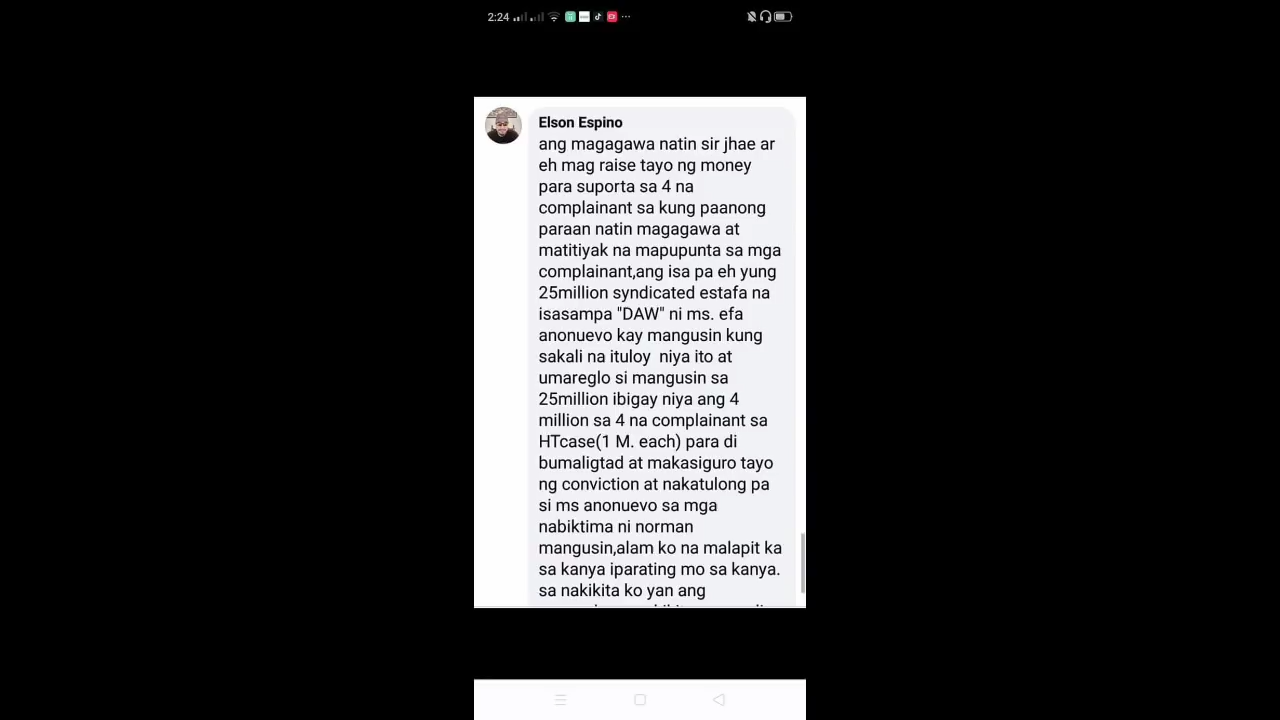 2:24
Elson Espino
ang magagawa natin sir jhae ar
eh mag raise tayo ng money
para suporta sa 4 na
complainant sa kung paanong
paraan natin magagawa at
matitiyak na mapupunta sa mga
complainant,ang isa pa eh yung
25million syndicated estafa na
isasampa "DAW" ni ms. efa
anonuevo kay mangusin kung
sakali na ituloy  niya ito at
umareglo si mangusin sa
25million ibigay niya ang 4
million sa 4 na complainant sa
HTcase(1 M. each) para di
bumaligtad at makasiguro tayo
ng conviction at nakatulong pa
si ms anonuevo sa mga
nabiktima ni norman
mangusin,alam ko na malapit ka
sa kanya iparating mo sa kanya.
sa nakikita ko yan ang